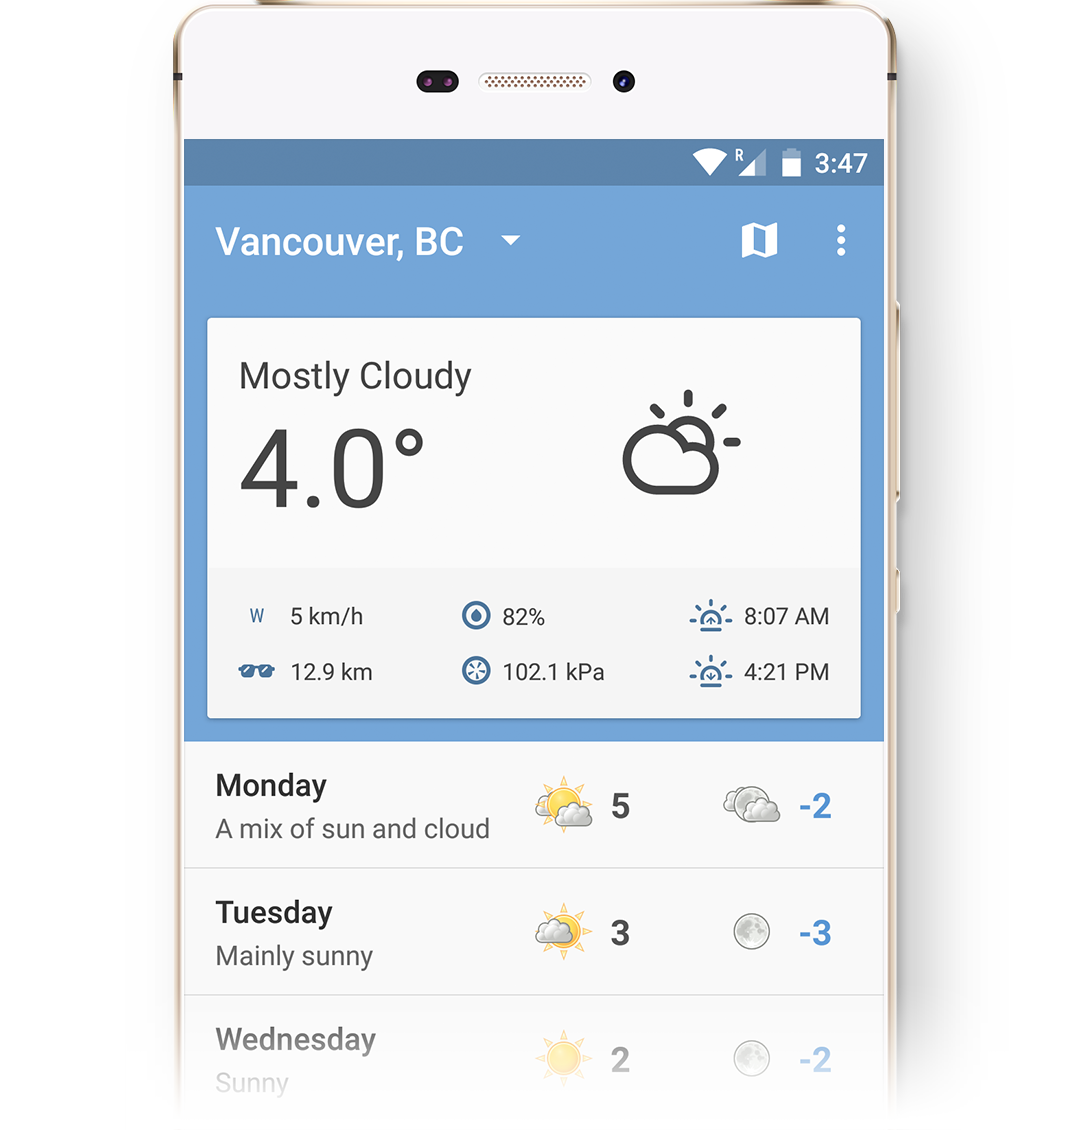 R 3:47
Vancouver, BC
Mostly Cloudy
4.0°
W 5 km/h 82% 8:07 AM
12.9 km 102.1 kPa 4:21 PM
Monday
A mix of sun and cloud 5 -2
Tuesday
Mainly sunny 3 -3
Wednesday
Sunny 2 -2